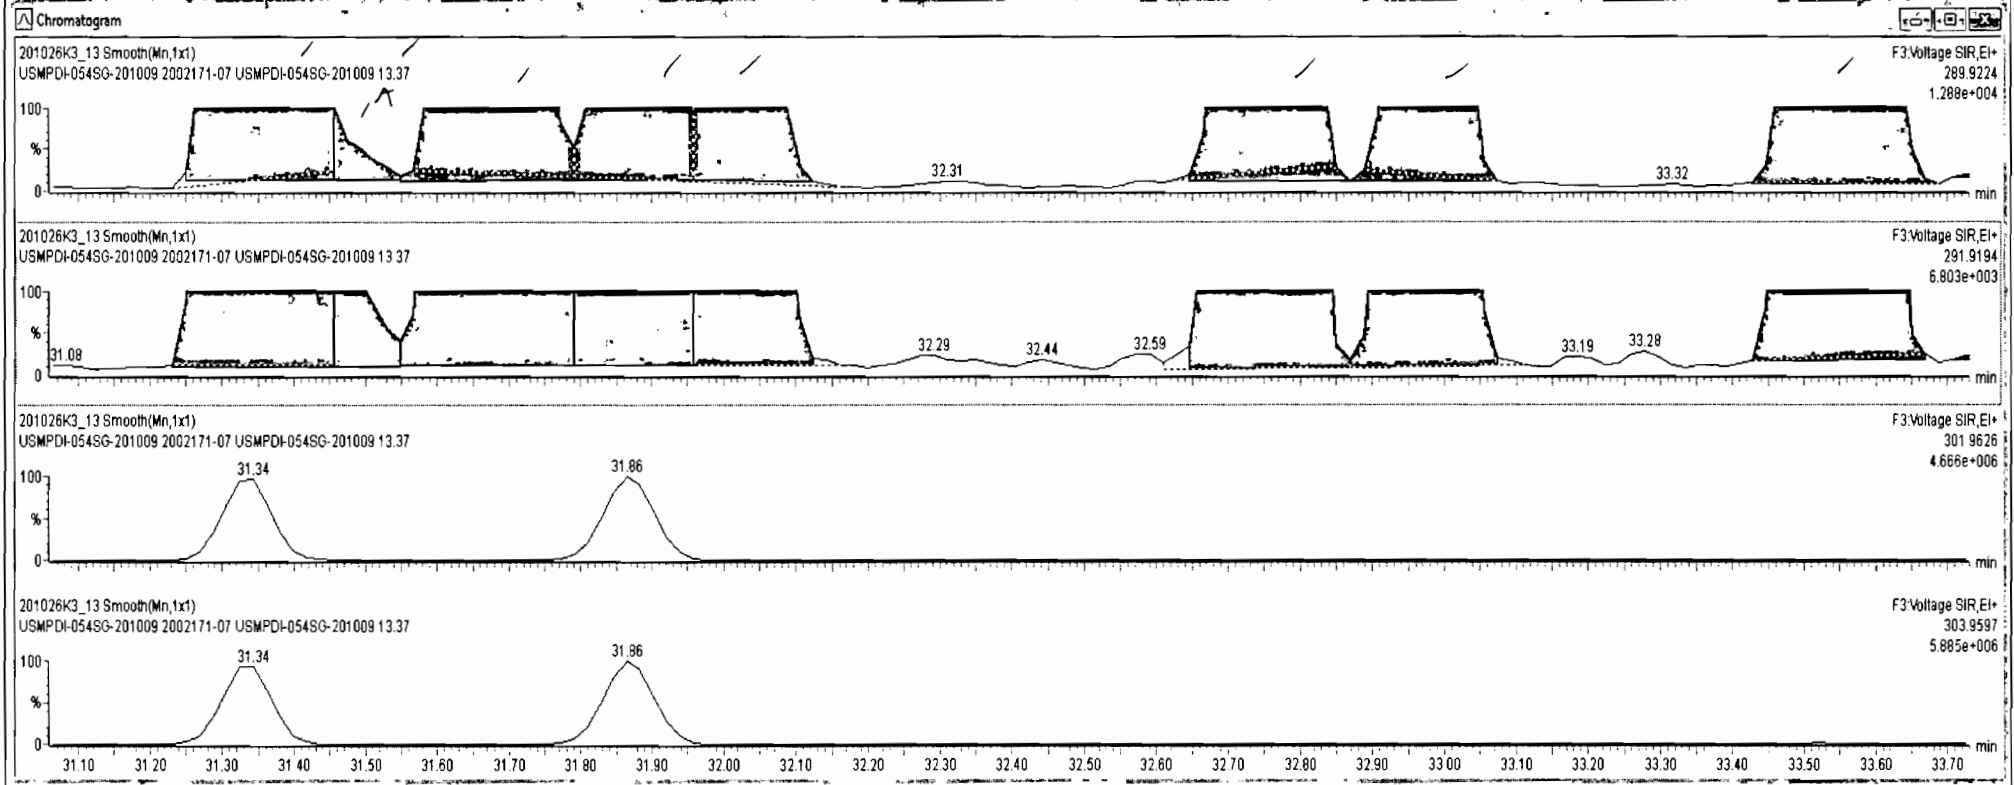 Chromatogram
201026K3_13 Smooth(Mn,1x1)
F3:Voltage SIR,EI+
USMPDI-054SG-201009 2002171-07 USMPDI-054SG-201009 13.37
289.9224
1.288e+004
100
%
0
32.31
33.32
min
201026K3_13 Smooth(Mn,1x1)
F3:Voltage SIR,EI+
USMPDI-054SG-201009 2002171-07 USMPDI-054SG-201009 13.37
291.9194
6.803e+003
100
%
0
31.08
32.29
32.44
32.59
33.19
33.28
min
201026K3_13 Smooth(Mn,1x1)
F3:Voltage SIR,EI+
USMPDI-054SG-201009 2002171-07 USMPDI-054SG-201009 13.37
301.9626
4.666e+006
100
%
0
31.34
31.86
min
201026K3_13 Smooth(Mn,1x1)
F3:Voltage SIR,EI+
USMPDI-054SG-201009 2002171-07 USMPDI-054SG-201009 13.37
303.9597
5.885e+006
100
%
0
31.34
31.86
min
31.10 31.20 31.30 31.40 31.50 31.60 31.70 31.80 31.90 32.00 32.10 32.20 32.30 32.40 32.50 32.60 32.70 32.80 32.90 33.00 33.10 33.20 33.30 33.40 33.50 33.60 33.70